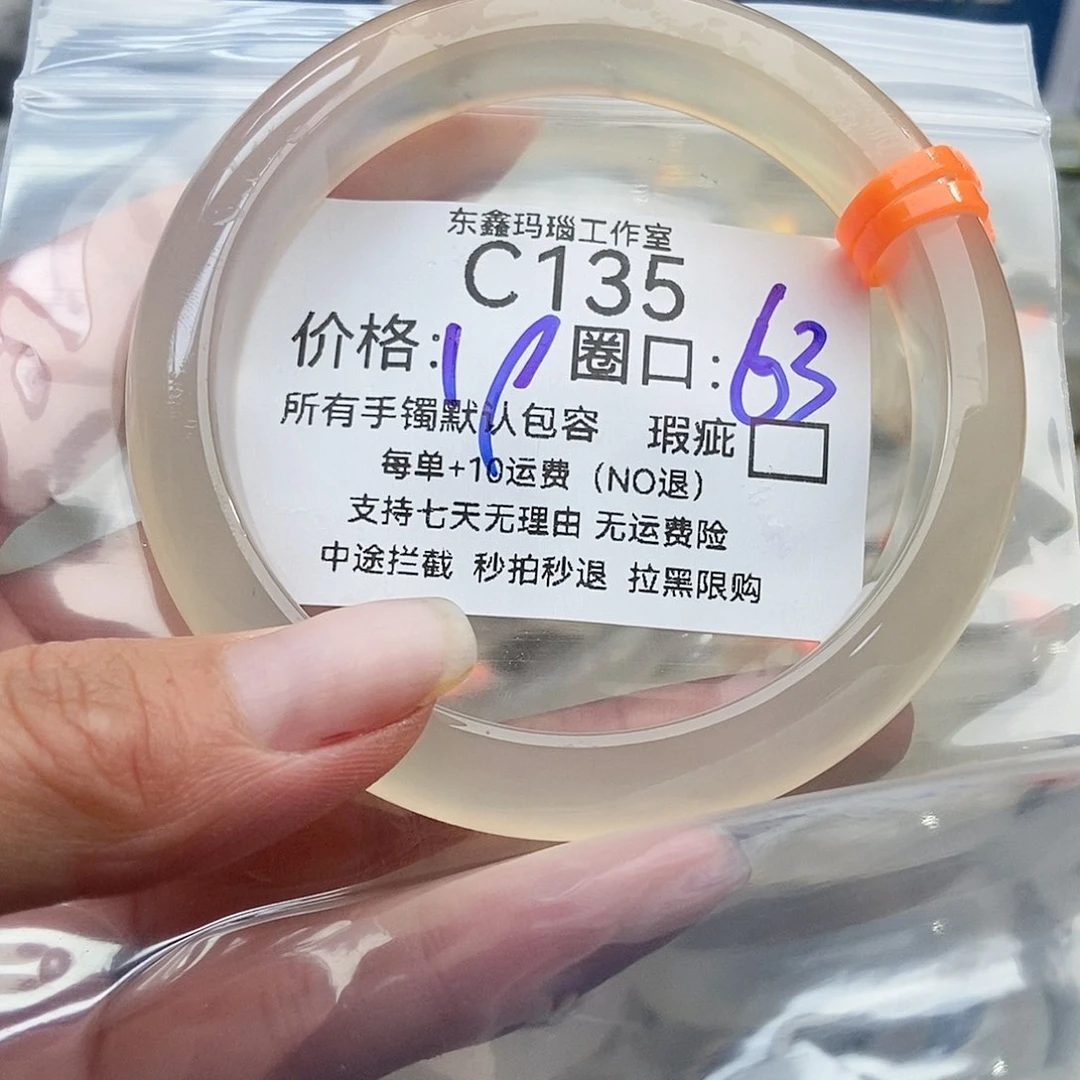 东鑫玛瑙工作室
C135
价格: 圈口:63
所有手镯默认包容 瑕疵
每单+10运费（NO退）
支持七天无理由 无运费险
中途拦截 秒拍秒退 拉黑限购